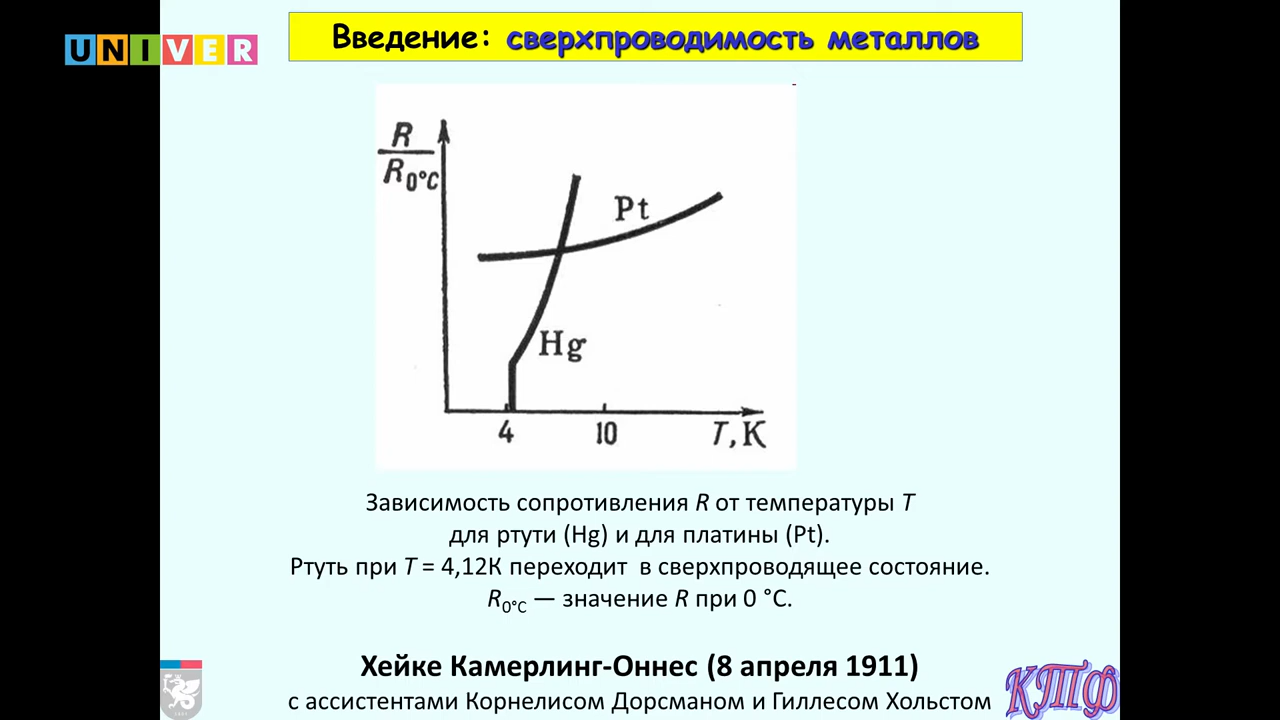 UNIVER
Введение: сверхпроводимость металлов
R
R0°C
Pt
Hg
4
10
T, K
Зависимость сопротивления R от температуры T
для ртути (Hg) и для платины (Pt).
Ртуть при T = 4,12К переходит в сверхпроводящее состояние.
R0°C — значение R при 0 °C.
Хейке Камерлинг-Оннес (8 апреля 1911)
с ассистентами Корнелисом Дорсманом и Гиллесом Хольстом
КТФ